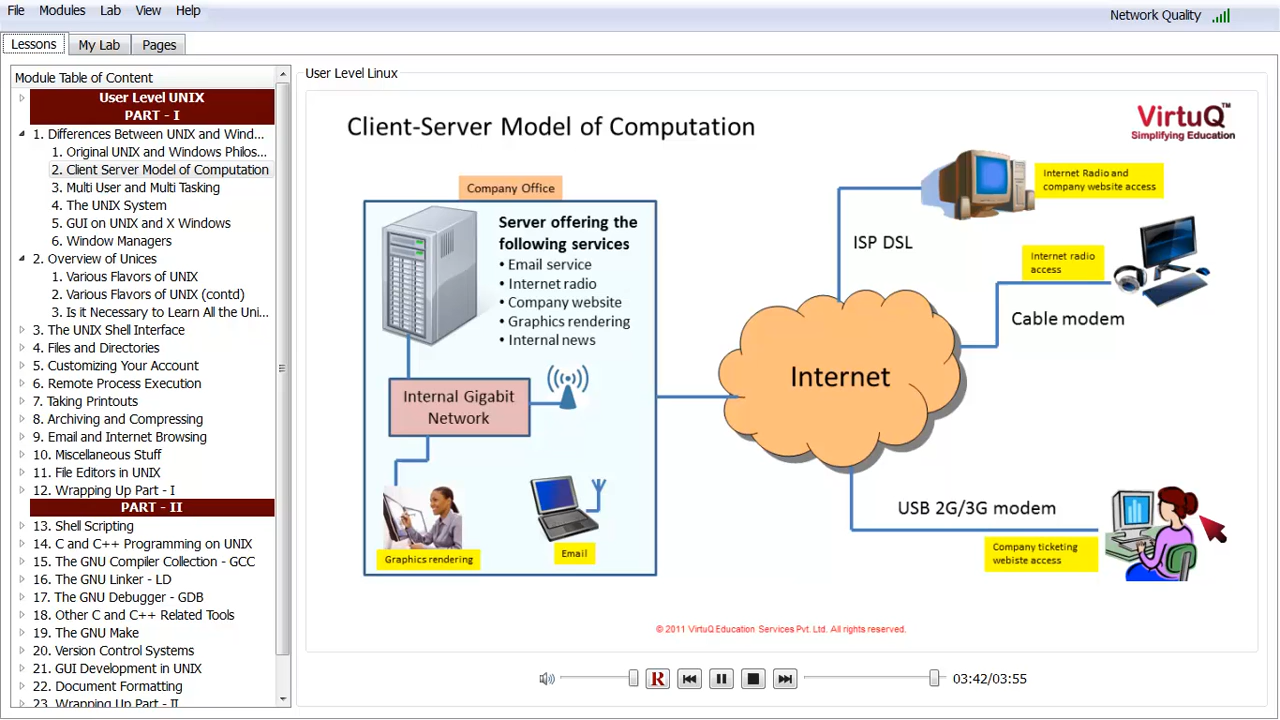 File Modules Lab View Help
Network Quality
Lessons My Lab Pages
Module Table of Content
User Level UNIX
PART - I
1. Differences Between UNIX and Wind...
1. Original UNIX and Windows Philos...
2. Client Server Model of Computation
3. Multi User and Multi Tasking
4. The UNIX System
5. GUI on UNIX and X Windows
6. Window Managers
2. Overview of Unices
1. Various Flavors of UNIX
2. Various Flavors of UNIX (contd)
3. Is it Necessary to Learn All the Uni...
3. The UNIX Shell Interface
4. Files and Directories
5. Customizing Your Account
6. Remote Process Execution
7. Taking Printouts
8. Archiving and Compressing
9. Email and Internet Browsing
10. Miscellaneous Stuff
11. File Editors in UNIX
12. Wrapping Up Part - I
PART - II
13. Shell Scripting
14. C and C++ Programming on UNIX
15. The GNU Compiler Collection - GCC
16. The GNU Linker - LD
17. The GNU Debugger - GDB
18. Other C and C++ Related Tools
19. The GNU Make
20. Version Control Systems
21. GUI Development in UNIX
22. Document Formatting
23. Wrapping Up Part - II
User Level Linux
Client-Server Model of Computation
VirtuQ™
Simplifying Education
Company Office
Server offering the
following services
• Email service
• Internet radio
• Company website
• Graphics rendering
• Internal news
Internal Gigabit
Network
Graphics rendering
Email
Internet
ISP DSL
Internet Radio and
company website access
Internet radio
access
Cable modem
USB 2G/3G modem
Company ticketing
webiste access
© 2011 VirtuQ Education Services Pvt. Ltd. All rights reserved.
R
03:42/03:55